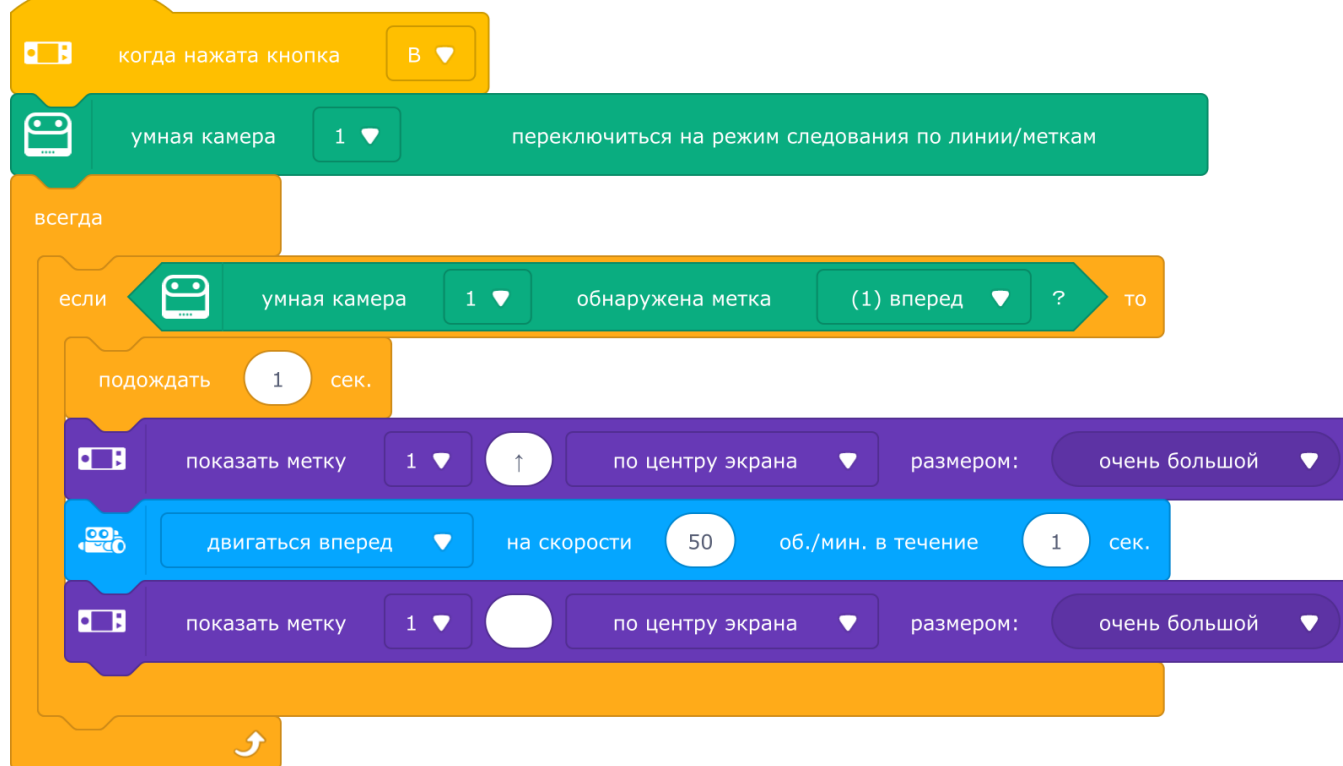 когда нажата кнопка B
умная камера 1 переключиться на режим следования по линии/меткам
всегда
если умная камера 1 обнаружена метка (1) вперед ? то
подождать 1 сек.
показать метку 1 ↑ по центру экрана размером: очень большой
двигаться вперед на скорости 50 об./мин. в течение 1 сек.
показать метку 1 по центру экрана размером: очень большой